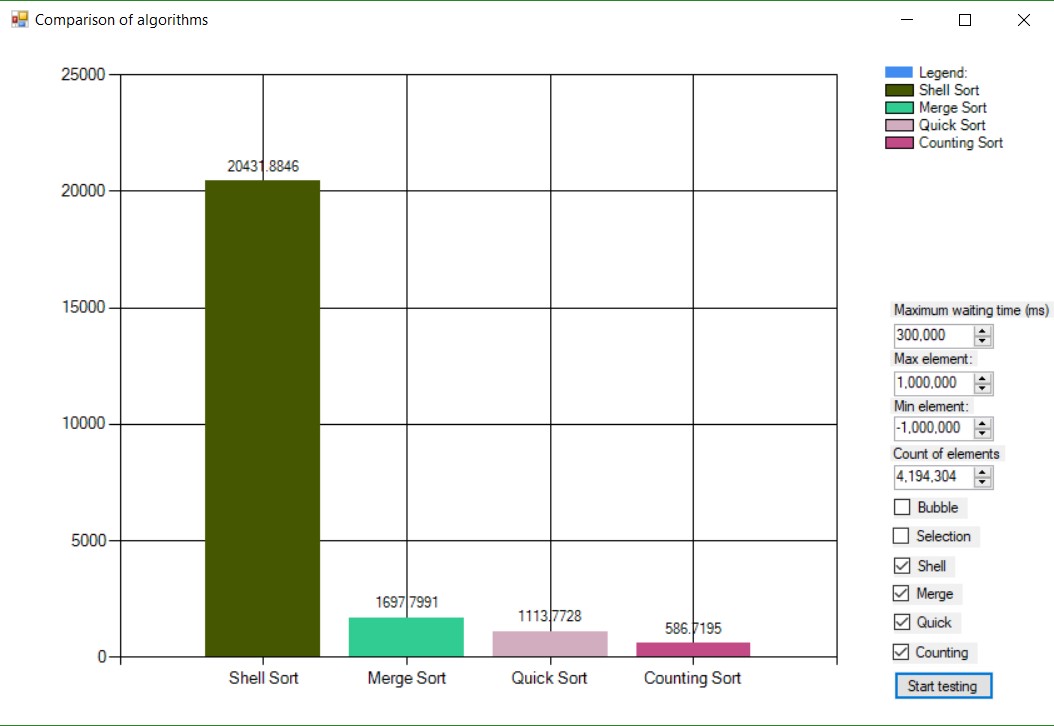 Comparison of algorithms
25000
20000
15000
10000
5000
0
20431.8846
1697.7991
1113.7728
586.7195
Shell Sort
Merge Sort
Quick Sort
Counting Sort
Legend:
Shell Sort
Merge Sort
Quick Sort
Counting Sort
Maximum waiting time (ms)
300,000
Max element:
1,000,000
Min element:
-1,000,000
Count of elements
4,194,304
Bubble
Selection
Shell
Merge
Quick
Counting
Start testing